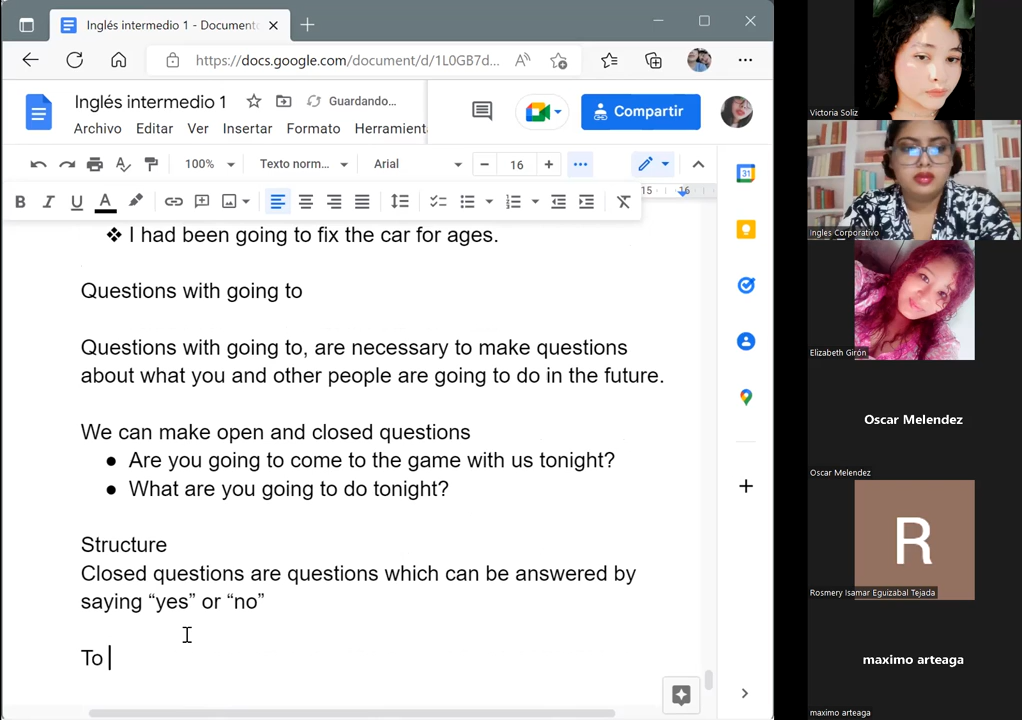 Inglés intermedio 1 - Document
https://docs.google.com/document/d/1L0GB7d...
Inglés intermedio 1
Guardando...
Archivo Editar Ver Insertar Formato Herramient
Compartir
100% Texto norm... Arial 16
15 16
31
I had been going to fix the car for ages.
Questions with going to
Questions with going to, are necessary to make questions
about what you and other people are going to do in the future.
We can make open and closed questions
Are you going to come to the game with us tonight?
What are you going to do tonight?
Structure
Closed questions are questions which can be answered by
saying “yes” or “no”
To
Victoria Soliz
Ingles Corporativo
Elizabeth Girón
Oscar Melendez
Oscar Melendez
R
Rosmery Isamar Eguizabal Tejada
maximo arteaga
maximo arteaga